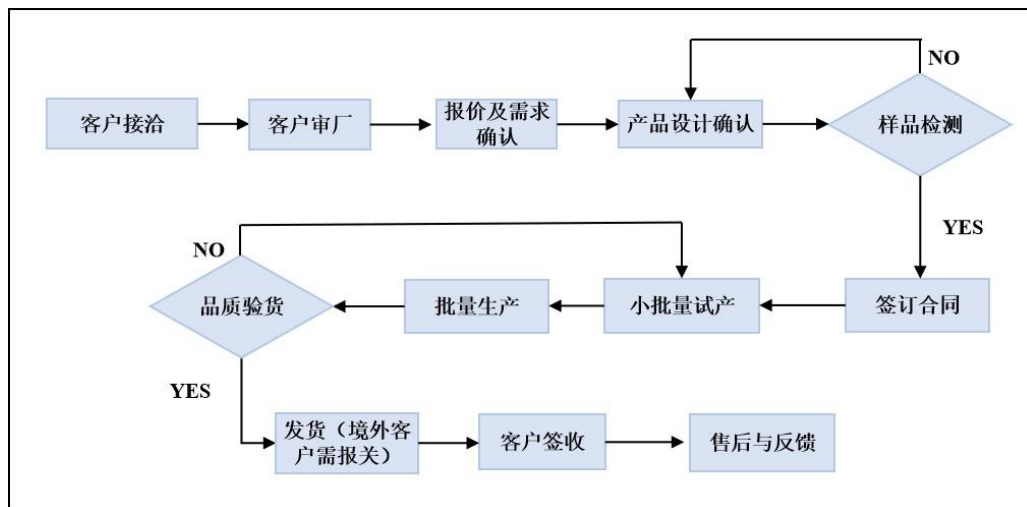 NO
客户接洽
客户审厂
报价及需求
确认
产品设计确认
样品检测
YES
NO
品质验货
批量生产
小批量试产
签订合同
YES
发货（境外客
户需报关）
客户签收
售后与反馈